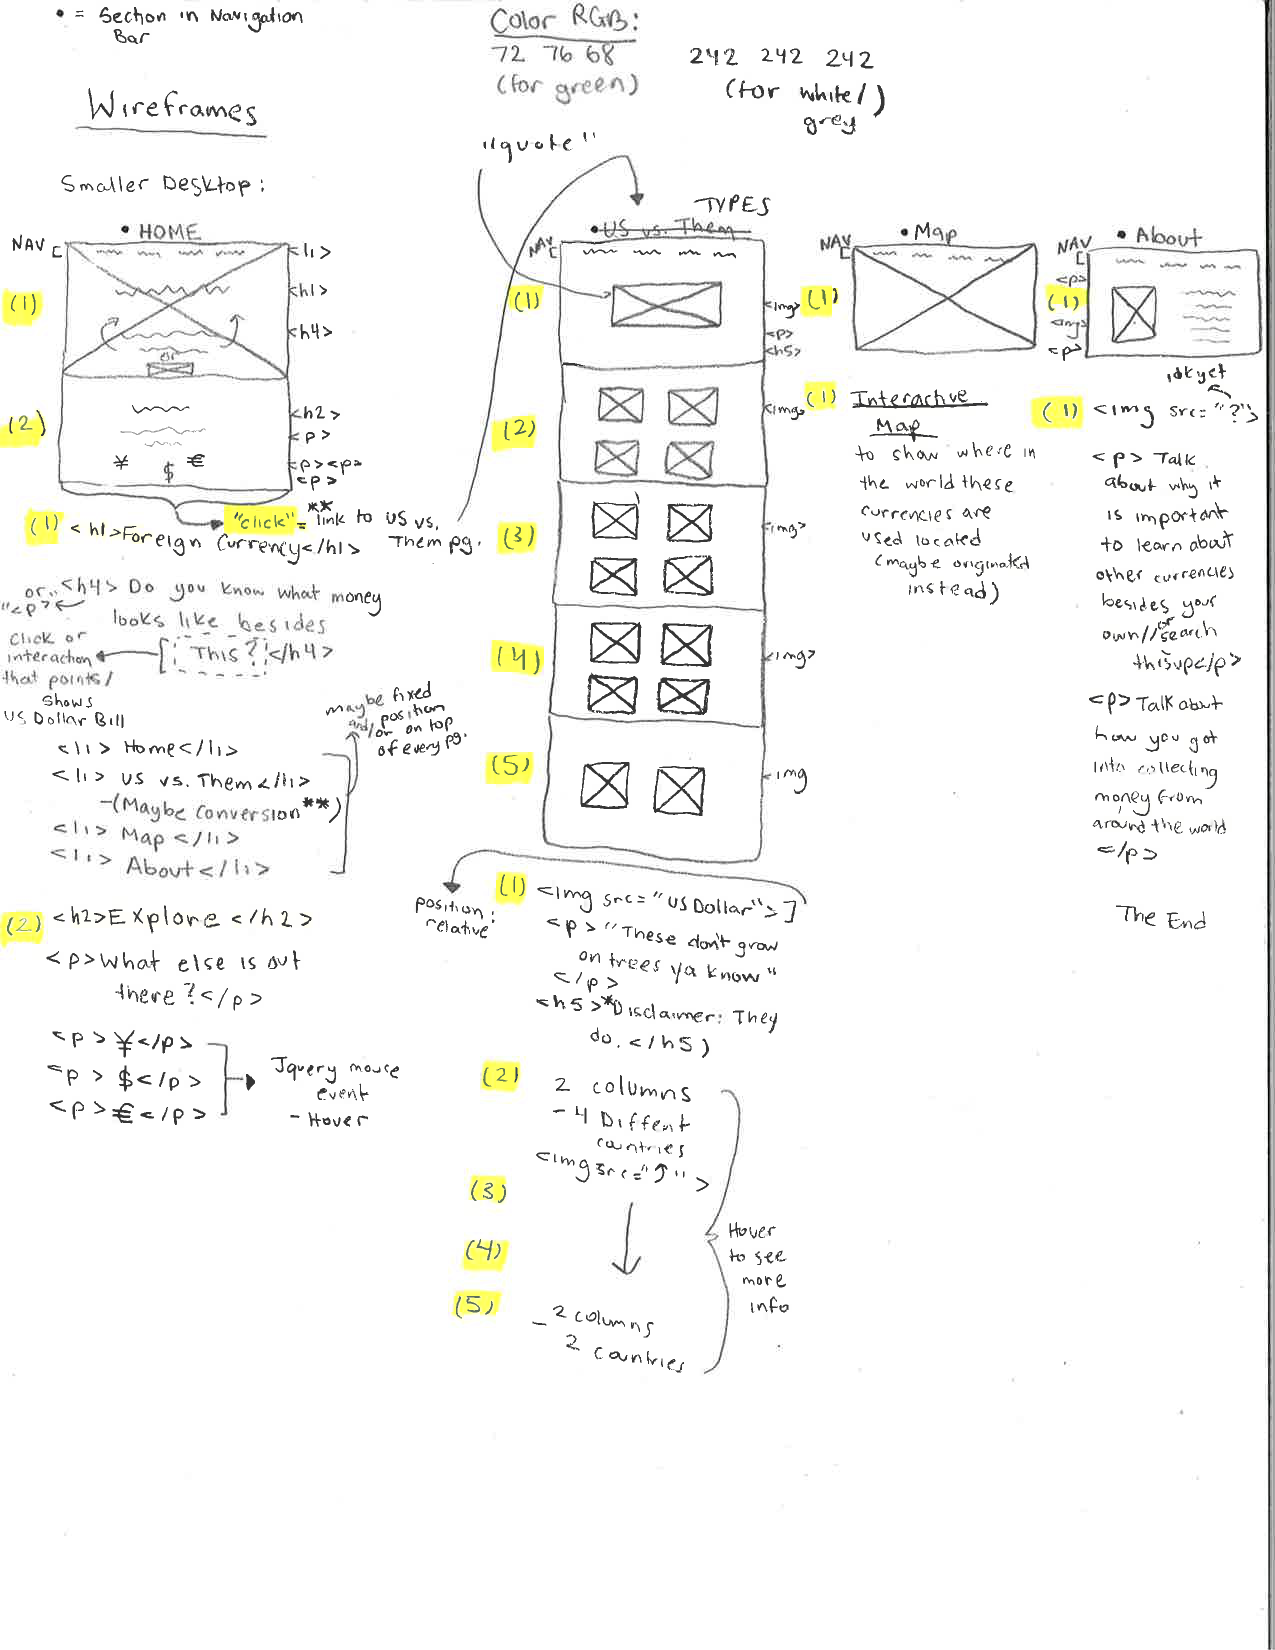 • = Section in Navigation
Bar
Color RGB:
72 76 68
(for green)
242 242 242
(for white/)
grey
Wireframes
"quote"
Smaller Desktop:
• HOME
NAV
<li>
(1)
<h1>
<h4>
or
(2)
<h2>
<p>
¥ $ €
<p><p>
<p>
"click" = ** link to US vs.
Them pg.
(1) <h1>Foreign Currency</h1>
or.. <h4> Do you know what money
"<p>"
looks like besides
This?</h4>
click or
interaction
that points/
shows
US Dollar Bill
maybe fixed
position
and/or on top
of every pg.
<li> Home</li>
<li> US vs. Them</li>
-(Maybe Conversion**)
<li> Map </li>
<li> About</li>
(2) <h2>Explore </h2>
<p>What else is out
there?</p>
<p>¥</p>
<p> $</p>
<p>€</p>
Jquery mouse
event
- Hover
TYPES
• US vs. Them
NAV
(1)
<img>
<p>
<h5>
(2)
<img>
(3)
<img>
(4)
<img>
(5)
<img
position:
relative
(1) <img src="US Dollar">]
<p>"These don't grow
on trees ya know"
</p>
<h5>*Disclaimer: They
do.</h5)
(2) 2 columns
- 4 Diffent
countries
<img src=" " >
(3)
(4)
(5) - 2 columns
2 countries
Hover
to see
more
info
• Map
NAV
(1)
(1) Interactive
Map
to show where in
the world these
currencies are
used located
(maybe originated
instead)
• About
NAV
<p>
(1)
<img>
<p>
idk yet
(1) <img src="?">
<p> Talk
about why it
is important
to learn about
other currencies
besides your
own//or search
this up</p>
<p> Talk about
how you got
into collecting
money from
around the world
</p>
The End